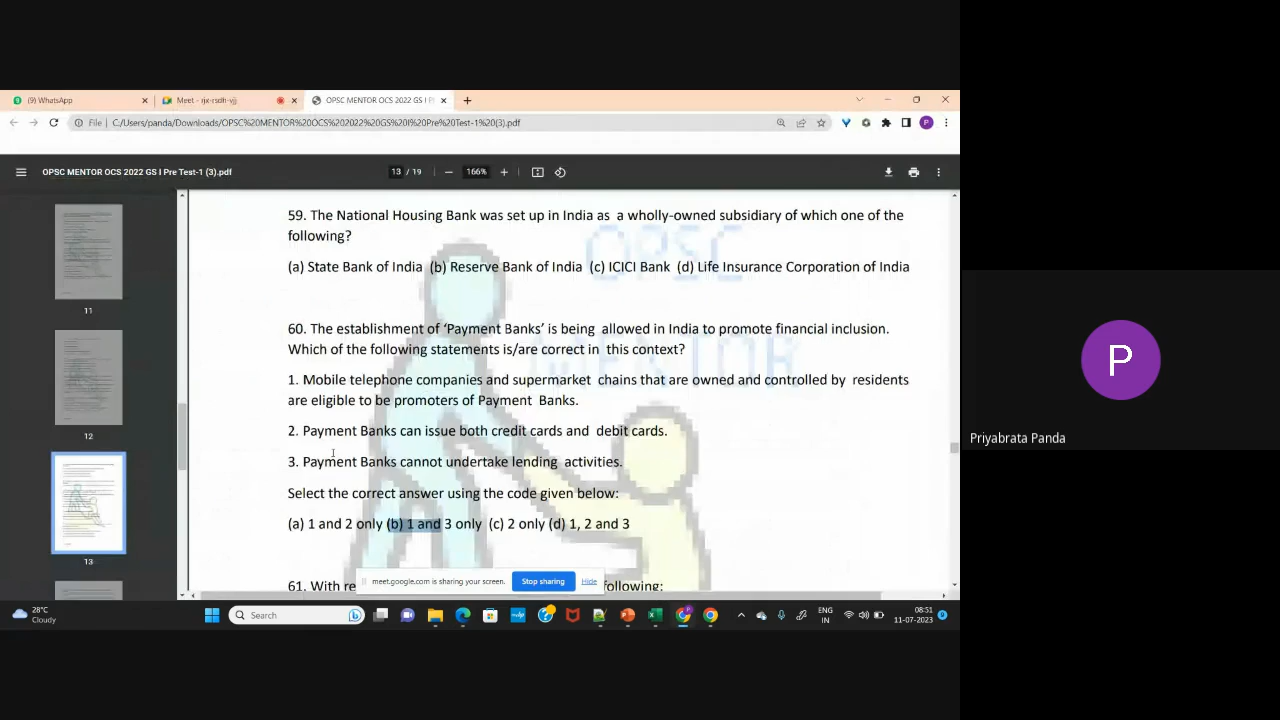 (9) WhatsApp
Meet - rjx-rsdh-vjj
OPSC MENTOR OCS 2022 GS I P
File
C:/Users/panda/Downloads/OPSC%20MENTOR%20OCS%202022%20GS%20I%20Pre%20Test-1%20(3).pdf
OPSC MENTOR OCS 2022 GS I Pre Test-1 (3).pdf
13 / 19
166%
11
12
13
OPSC
MENTOR
59. The National Housing Bank was set up in India as a wholly-owned subsidiary of which one of the
following?
(a) State Bank of India (b) Reserve Bank of India (c) ICICI Bank (d) Life Insurance Corporation of India
60. The establishment of ‘Payment Banks’ is being allowed in India to promote financial inclusion.
Which of the following statements is/are correct in this context?
1. Mobile telephone companies and supermarket chains that are owned and controlled by residents
are eligible to be promoters of Payment Banks.
2. Payment Banks can issue both credit cards and debit cards.
3. Payment Banks cannot undertake lending activities.
Select the correct answer using the code given below:
(a) 1 and 2 only (b) 1 and 3 only (c) 2 only (d) 1, 2 and 3
61. With re
following:
meet.google.com is sharing your screen.
Stop sharing
Hide
P
Priyabrata Panda
28°C
Cloudy
Search
ENG
IN
08:51
11-07-2023